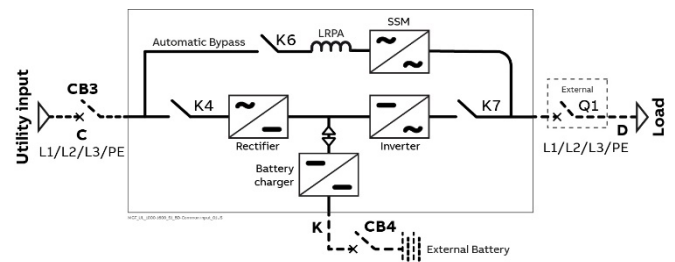 SSM
LRPA
K6
Automatic Bypass
Utility input
CB3
C
L1/L2/L3/PE
K4
Rectifier
Inverter
K7
External
Q1
D
L1/L2/L3/PE
Load
Battery
charger
K
CB4
External Battery